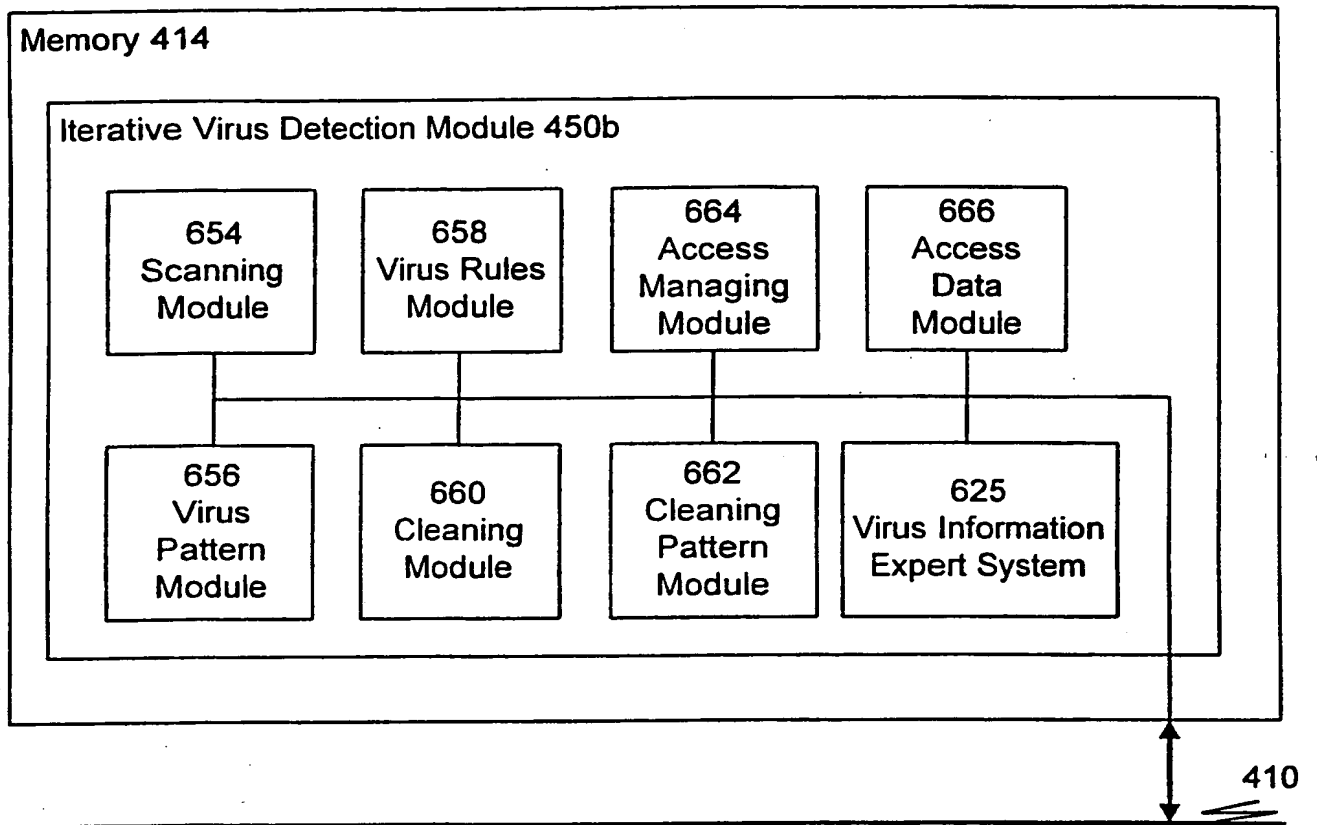 Memory 414
Iterative Virus Detection Module 450b
654
Scanning
Module
658
Virus Rules
Module
664
Access
Managing
Module
666
Access
Data
Module
656
Virus
Pattern
Module
660
Cleaning
Module
662
Cleaning
Pattern
Module
625
Virus Information
Expert System
410